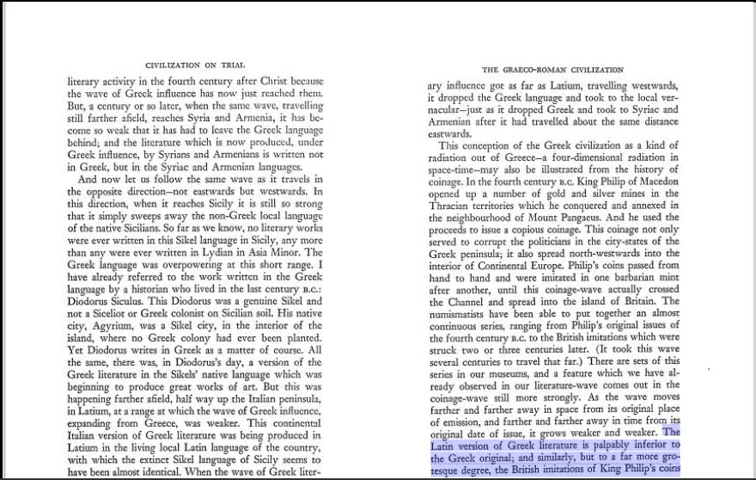 CIVILIZATION ON TRIAL
literary activity in the fourth century after Christ because
the wave of Greek influence has now just reached them.
But, a century or so later, when the same wave, travelling
still farther afield, reaches Syria and Armenia, it has be-
come so weak that it has had to leave the Greek language
behind; and the literature which is now produced, under
Greek influence, by Syrians and Armenians is written not
in Greek, but in the Syriac and Armenian languages.
And now let us follow the same wave as it travels in
the opposite direction—not eastwards but westwards. In
this direction, when it reaches Sicily it is still so strong
that it simply sweeps away the non-Greek local language
of the native Sicilians. So far as we know, no literary works
were ever written in this Sikel language in Sicily, any more
than any were ever written in Lydian in Asia Minor. The
Greek language was overpowering at this short range. I
have already referred to the work written in the Greek
language by a historian who lived in the last century B.C.:
Diodorus Siculus. This Diodorus was a genuine Sikel and
not a Siceliot or Greek colonist on Sicilian soil. His native
city, Agyrium, was a Sikel city, in the interior of the
island, where no Greek colony had ever been planted.
Yet Diodorus writes in Greek as a matter of course. All
the same, there was, in Diodorus's day, a version of the
Greek literature in the Sikels' native language which was
beginning to produce great works of art. But this was
happening farther afield, half way up the Italian peninsula,
in Latium, at a range at which the wave of Greek influence,
expanding from Greece, was weaker. This continental
Italian version of Greek literature was being produced in
Latium in the living local Latin language of the country,
with which the extinct Sikel language of Sicily seems to
have been almost identical. When the wave of Greek liter-
THE GRAECO-ROMAN CIVILIZATION
ary influence got as far as Latium, travelling westwards,
it dropped the Greek language and took to the local ver-
nacular—just as it dropped Greek and took to Syriac and
Armenian after it had travelled about the same distance
eastwards.
This conception of the Greek civilization as a kind of
radiation out of Greece—a four-dimensional radiation in
space-time—may also be illustrated from the history of
coinage. In the fourth century B.C. King Philip of Macedon
opened up a number of gold and silver mines in the
Thracian territories which he conquered and annexed in
the neighbourhood of Mount Pangaeus. And he used the
proceeds to issue a copious coinage. This coinage not only
served to corrupt the politicians in the city-states of the
Greek peninsula; it also spread north-westwards into the
interior of Continental Europe. Philip's coins passed from
hand to hand and were imitated in one barbarian mint
after another, until this coinage-wave actually crossed
the Channel and spread into the island of Britain. The
numismatists have been able to put together an almost
continuous series, ranging from Philip's original issues of
the fourth century B.C. to the British imitations which were
struck two or three centuries later. (It took this wave
several centuries to travel that far.) There are sets of this
series in our museums, and a feature which we have al-
ready observed in our literature-wave comes out in the
coinage-wave still more strongly. As the wave moves
farther and farther away in space from its original place
of emission, and farther and farther away in time from its
original date of issue, it grows weaker and weaker. The
Latin version of Greek literature is palpably inferior to
the Greek original; and similarly, but to a far more gro-
tesque degree, the British imitations of King Philip's coins